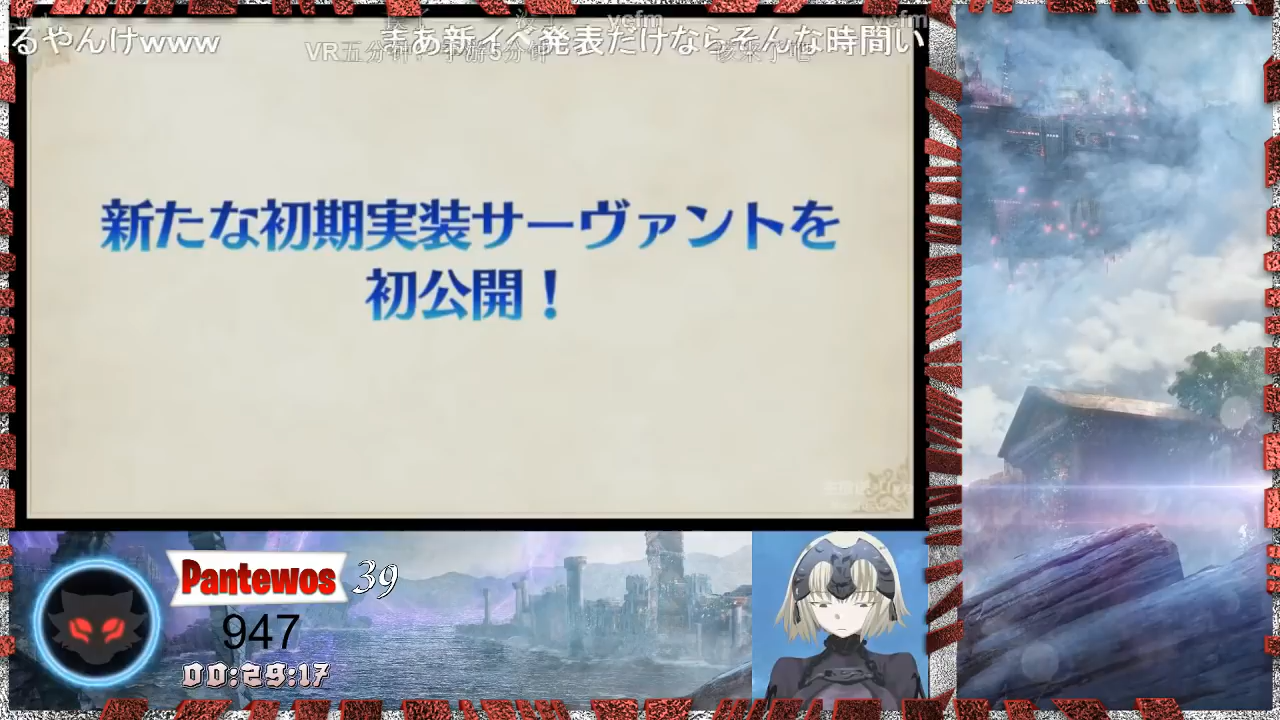 ycfm
ycfm
るやんけwww
まあ新イベ発表だけならそんな時間い
新たな初期実装サーヴァントを
初公開！
Pantewos
39
947
00:29:17